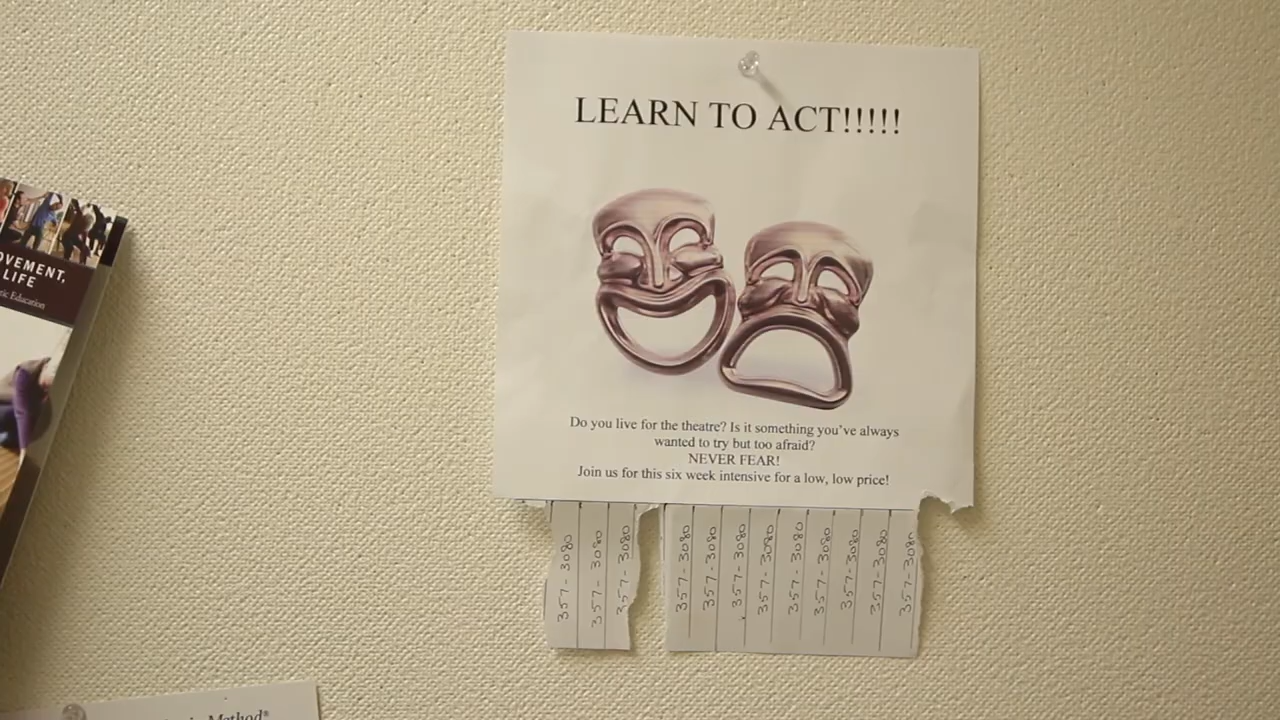 LEARN TO ACT!!!!!
OVEMENT,
LIFE
tic Education
Do you live for the theatre? Is it something you've always
wanted to try but too afraid?
NEVER FEAR!
Join us for this six week intensive for a low, low price!
357-3080
357-3080
357-3080
357-3080
357-3080
357-3080
357-3080
357-3080
357-3080
357-3080
357-3080
357-3080
Method®